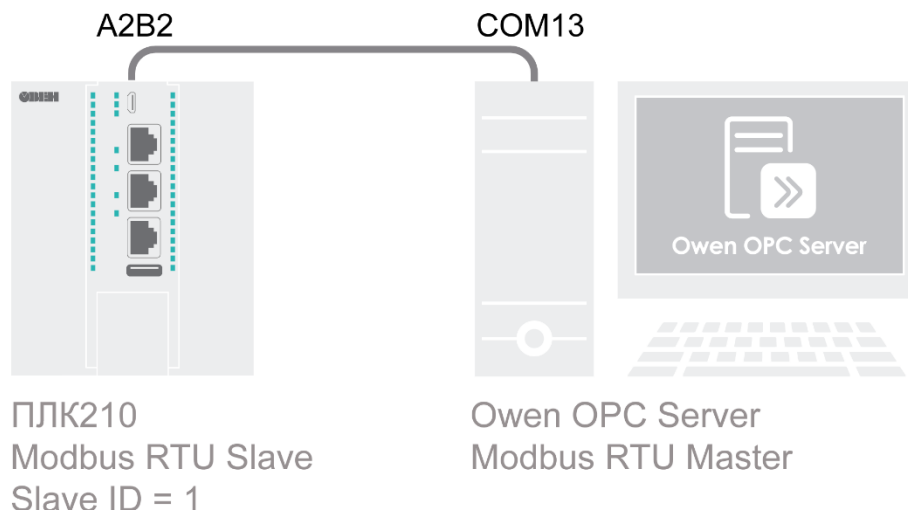 A2B2
COM13
ОВЕН
Owen OPC Server
ПЛК210
Modbus RTU Slave
Slave ID = 1
Owen OPC Server
Modbus RTU Master